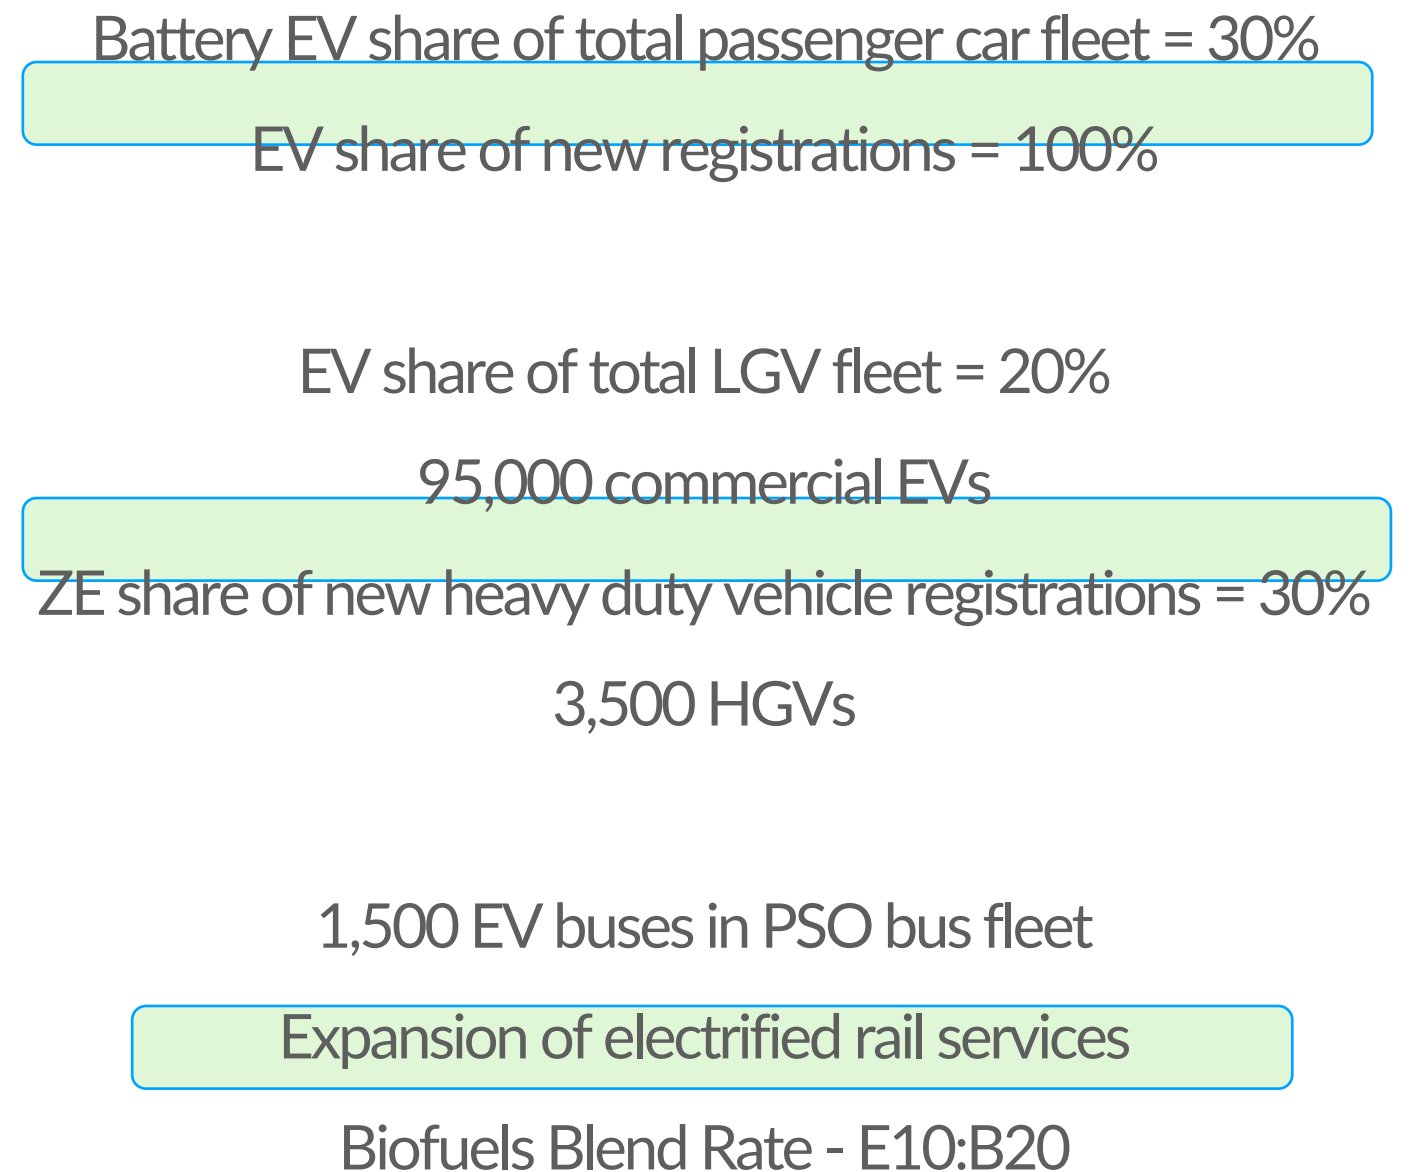 Battery EV share of total passenger car fleet = 30%
EV share of new registrations = 100%
EV share of total LGV fleet = 20%
95,000 commercial EVs
ZE share of new heavy duty vehicle registrations = 30%
3,500 HGVs
1,500 EV buses in PSO bus fleet
Expansion of electrified rail services
Biofuels Blend Rate - E10:B20